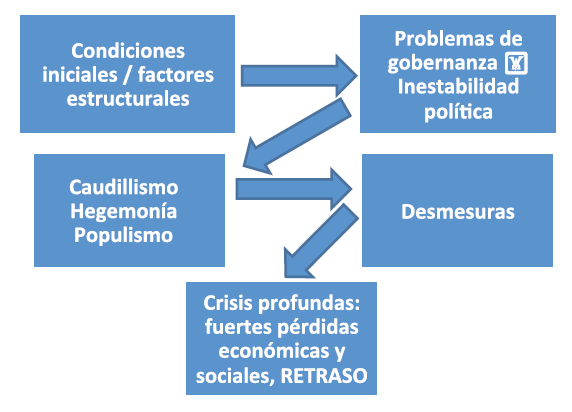 Condiciones
iniciales / factores
estructurales
Problemas de
gobernanza
Inestabilidad
política
Caudillismo
Hegemonía
Populismo
Desmesuras
Crisis profundas:
fuertes pérdidas
económicas y
sociales, RETRASO